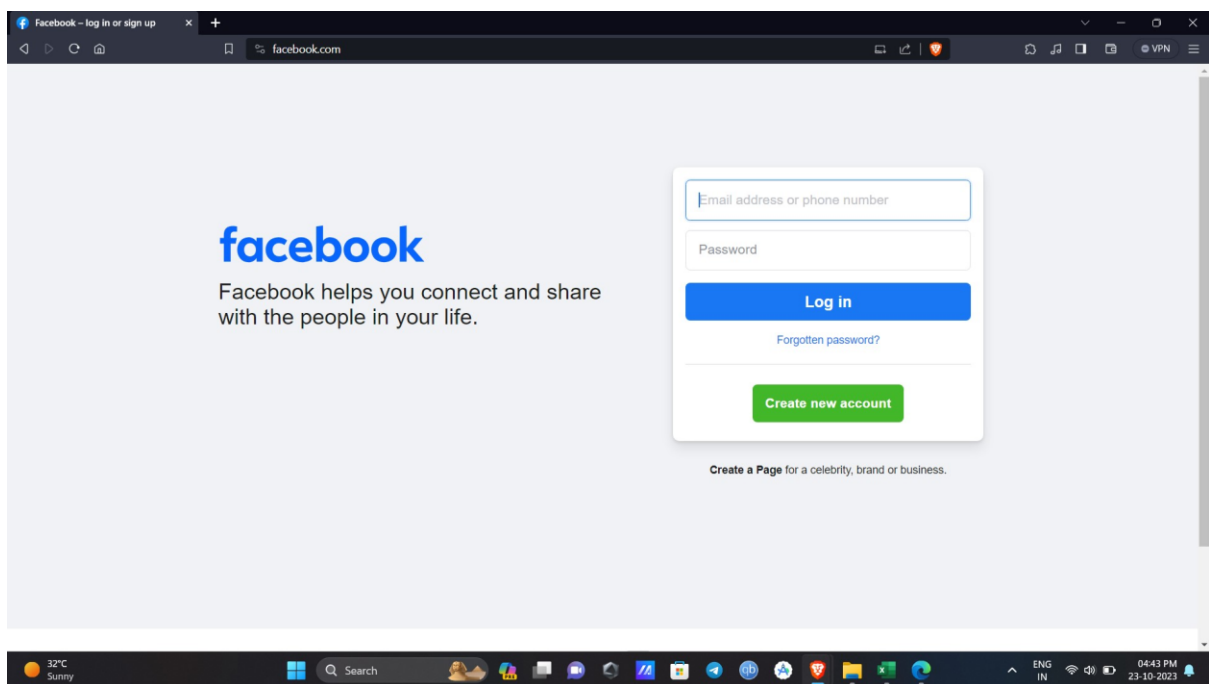 Facebook – log in or sign up
facebook.com
VPN
facebook
Facebook helps you connect and share
with the people in your life.
Email address or phone number
Password
Log in
Forgotten password?
Create new account
Create a Page for a celebrity, brand or business.
32°C
Sunny
Search
qb
ENG
IN
04:43 PM
23-10-2023